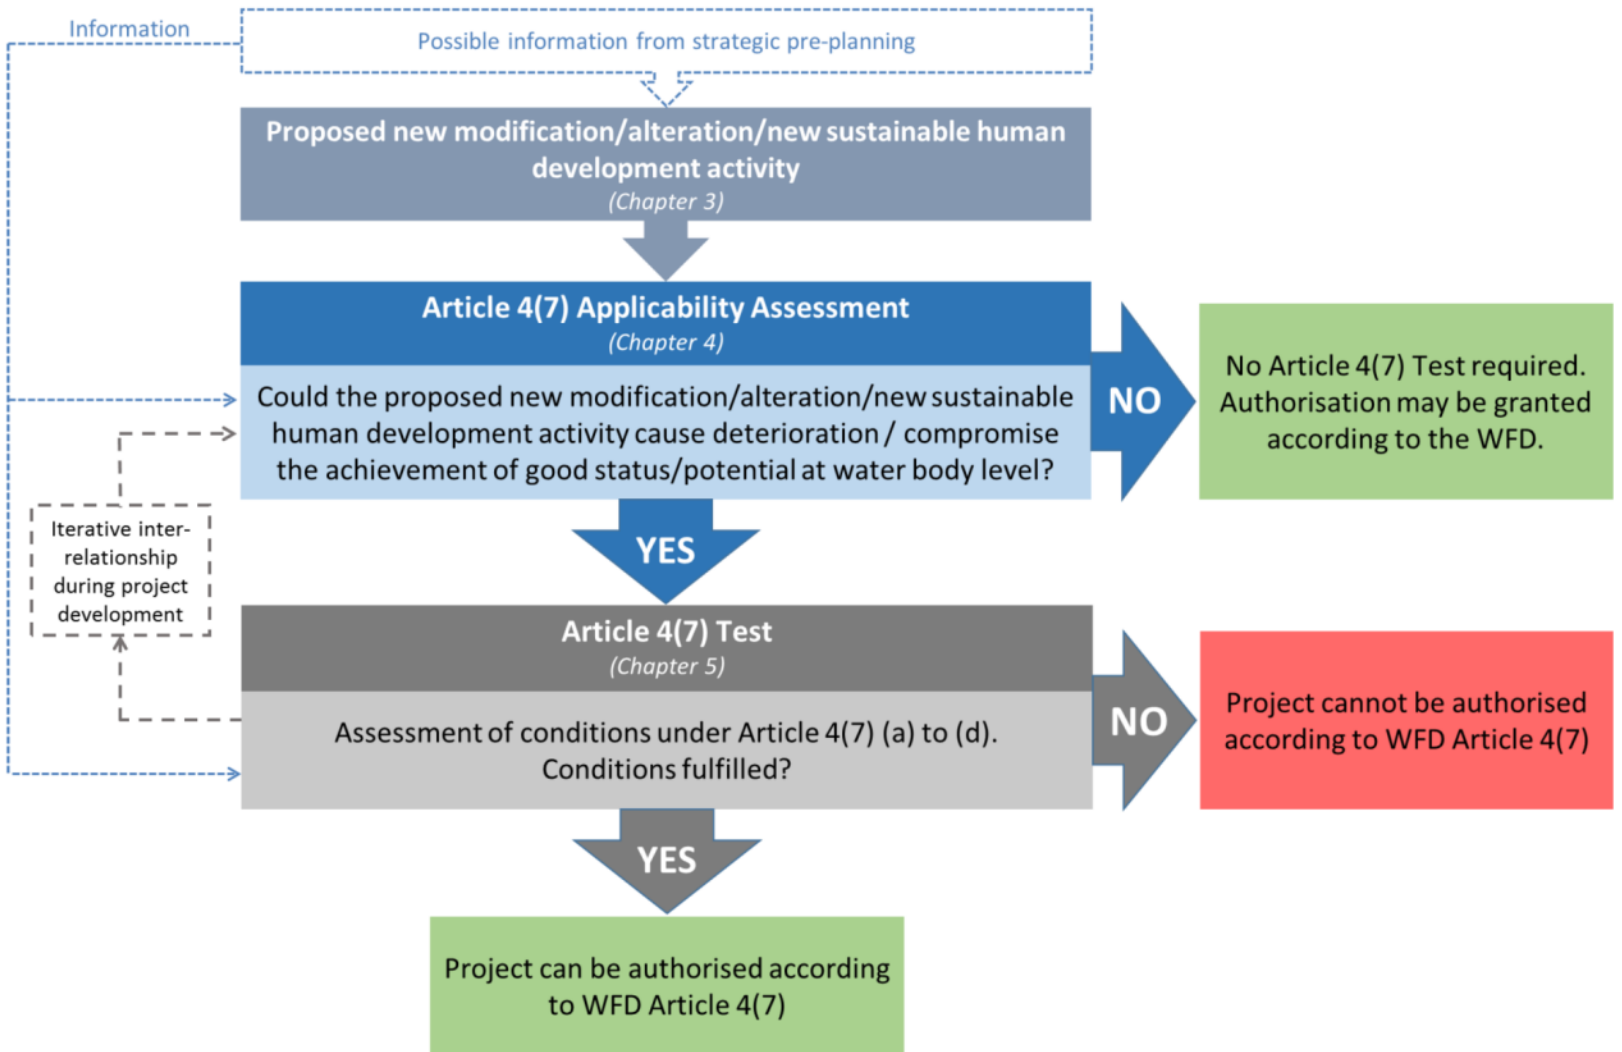 Information
Possible information from strategic pre-planning
Proposed new modification/alteration/new sustainable human
development activity
(Chapter 3)
Article 4(7) Applicability Assessment
(Chapter 4)
Could the proposed new modification/alteration/new sustainable
human development activity cause deterioration / compromise
the achievement of good status/potential at water body level?
NO
No Article 4(7) Test required.
Authorisation may be granted
according to the WFD.
YES
Iterative inter-
relationship
during project
development
Article 4(7) Test
(Chapter 5)
Assessment of conditions under Article 4(7) (a) to (d).
Conditions fulfilled?
NO
Project cannot be authorised
according to WFD Article 4(7)
YES
Project can be authorised according
to WFD Article 4(7)